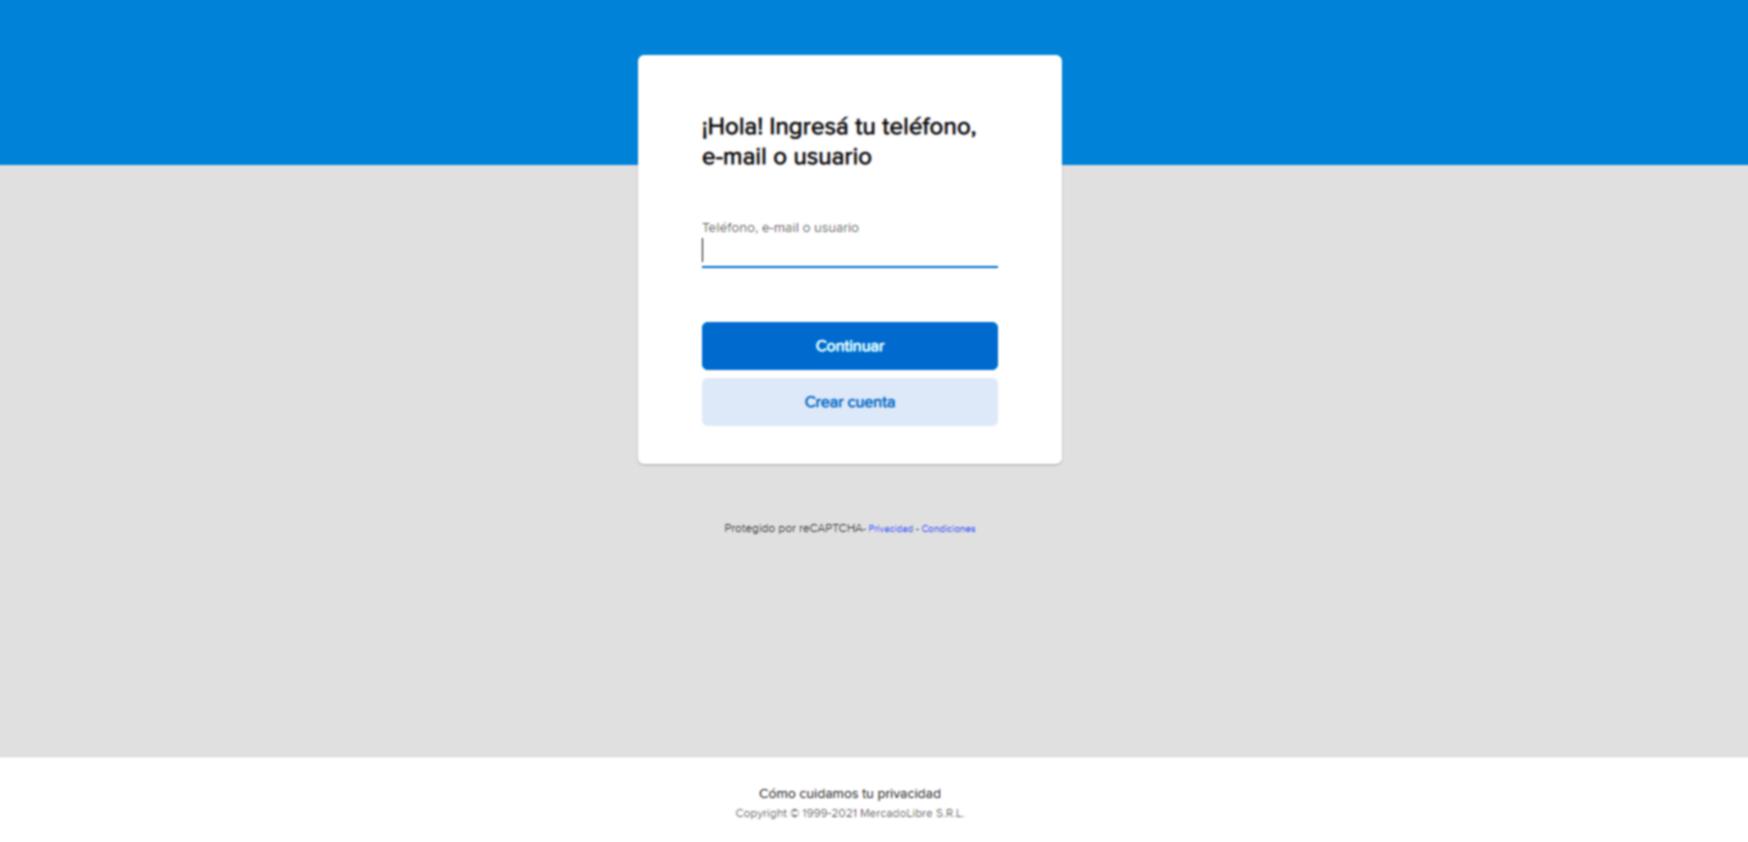 ¡Hola! Ingresá tu teléfono,
e-mail o usuario
Teléfono, e-mail o usuario
Continuar
Crear cuenta
Protegido por reCAPTCHA- Privacidad - Condiciones
Cómo cuidamos tu privacidad
Copyright © 1999-2021 MercadoLibre S.R.L.